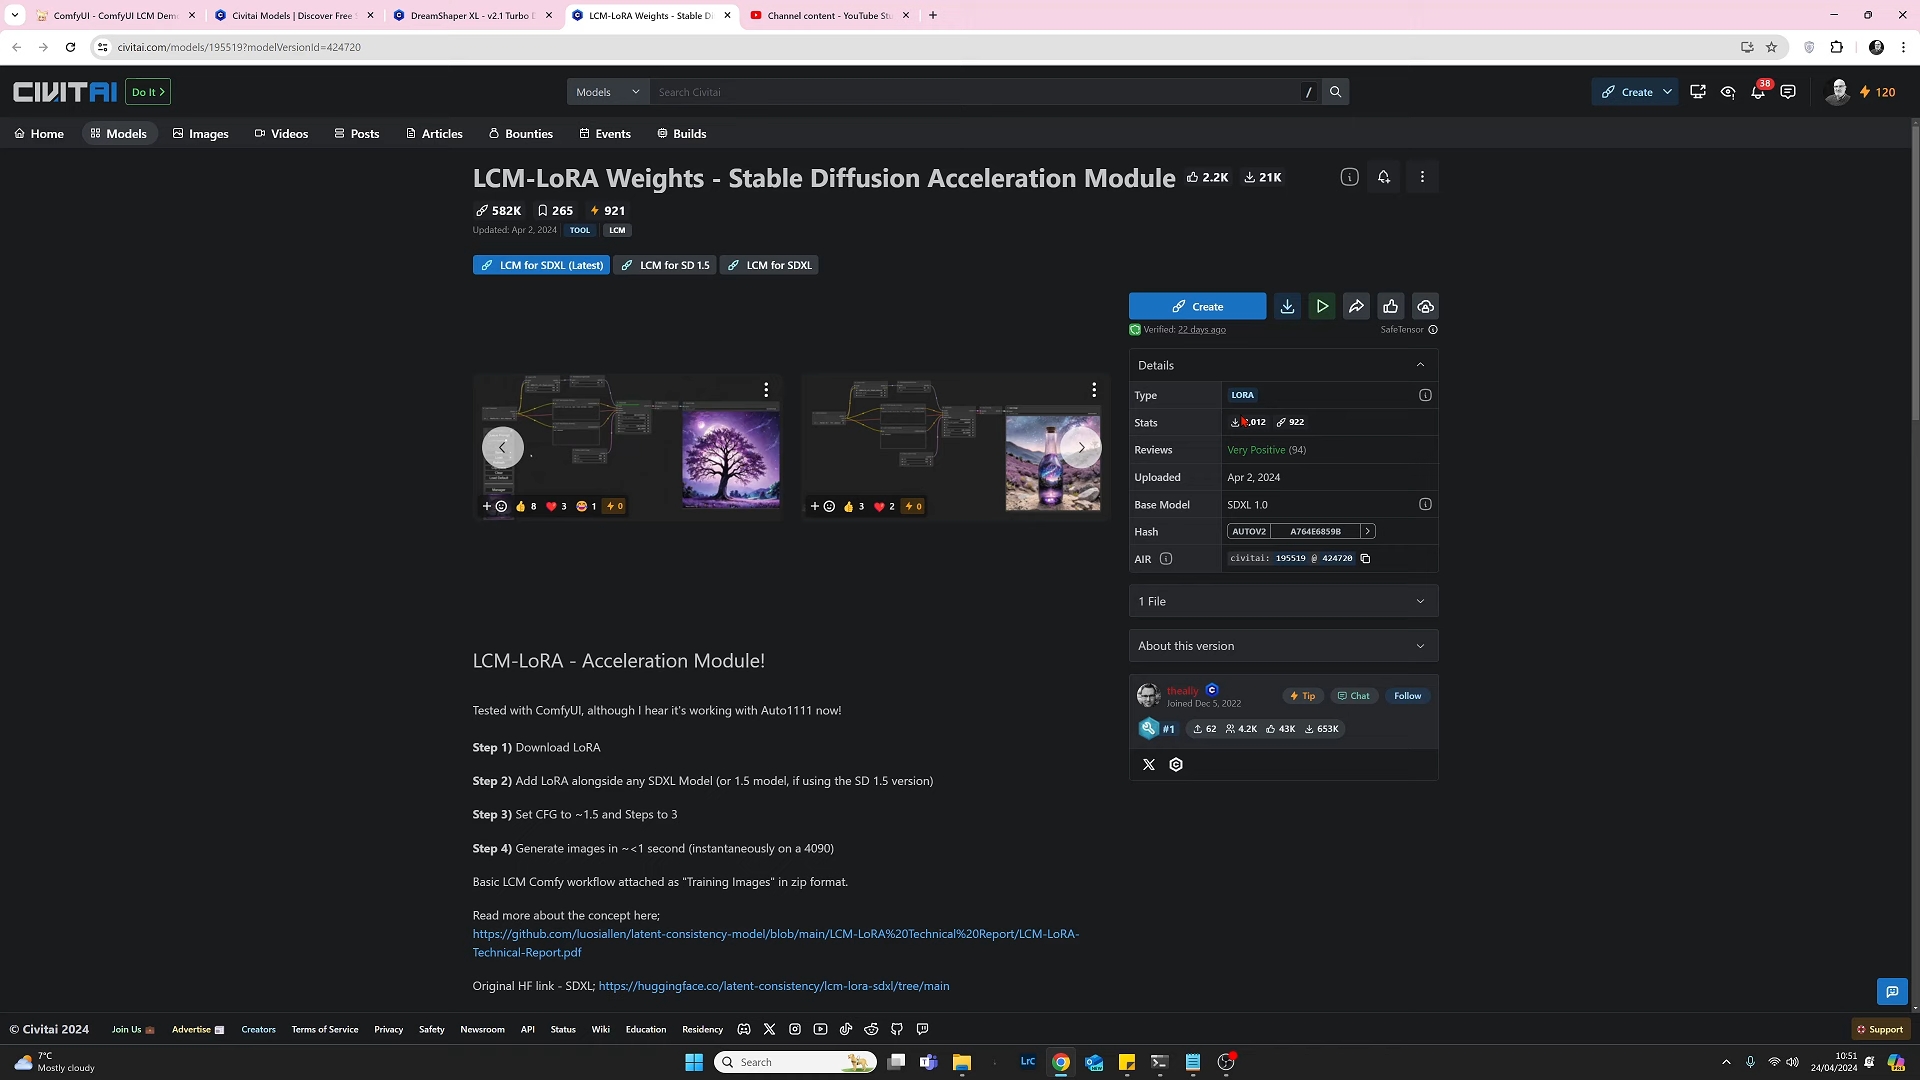 ComfyUI - ComfyUI LCM Dem
Civitai Models | Discover Free
DreamShaper XL - v2.1 Turbo
LCM-LoRA Weights - Stable Di
Channel content - YouTube Stu
civitai.com/models/195519?modelVersionId=424720
CIVITAI
Do It >
Models
Search Civitai
/
Create
38
120
Home
Models
Images
Videos
Posts
Articles
Bounties
Events
Builds
LCM-LoRA Weights - Stable Diffusion Acceleration Module
2.2K
21K
582K
265
921
Updated: Apr 2, 2024
TOOL
LCM
LCM for SDXL (Latest)
LCM for SD 1.5
LCM for SDXL
Create
Verified: 22 days ago
SafeTensor
Details
Type
LORA
Stats
,012
922
Reviews
Very Positive (94)
Uploaded
Apr 2, 2024
Base Model
SDXL 1.0
Hash
AUTOV2
A764E6859B
AIR
civitai: 195519 @ 424720
8
3
1
0
3
2
0
1 File
About this version
theally
Joined Dec 5, 2022
Tip
Chat
Follow
#1
62
4.2K
43K
653K
LCM-LoRA - Acceleration Module!
Tested with ComfyUI, although I hear it's working with Auto1111 now!
Step 1) Download LoRA
Step 2) Add LoRA alongside any SDXL Model (or 1.5 model, if using the SD 1.5 version)
Step 3) Set CFG to ~1.5 and Steps to 3
Step 4) Generate images in ~<1 second (instantaneously on a 4090)
Basic LCM Comfy workflow attached as "Training Images" in zip format.
Read more about the concept here;
https://github.com/luosiallen/latent-consistency-model/blob/main/LCM-LoRA%20Technical%20Report/LCM-LoRA-
Technical-Report.pdf
Original HF link - SDXL; https://huggingface.co/latent-consistency/lcm-lora-sdxl/tree/main
© Civitai 2024
Join Us
Advertise
Creators
Terms of Service
Privacy
Safety
Newsroom
API
Status
Wiki
Education
Residency
Support
7°C
Mostly cloudy
Search
LrC
10:51
24/04/2024